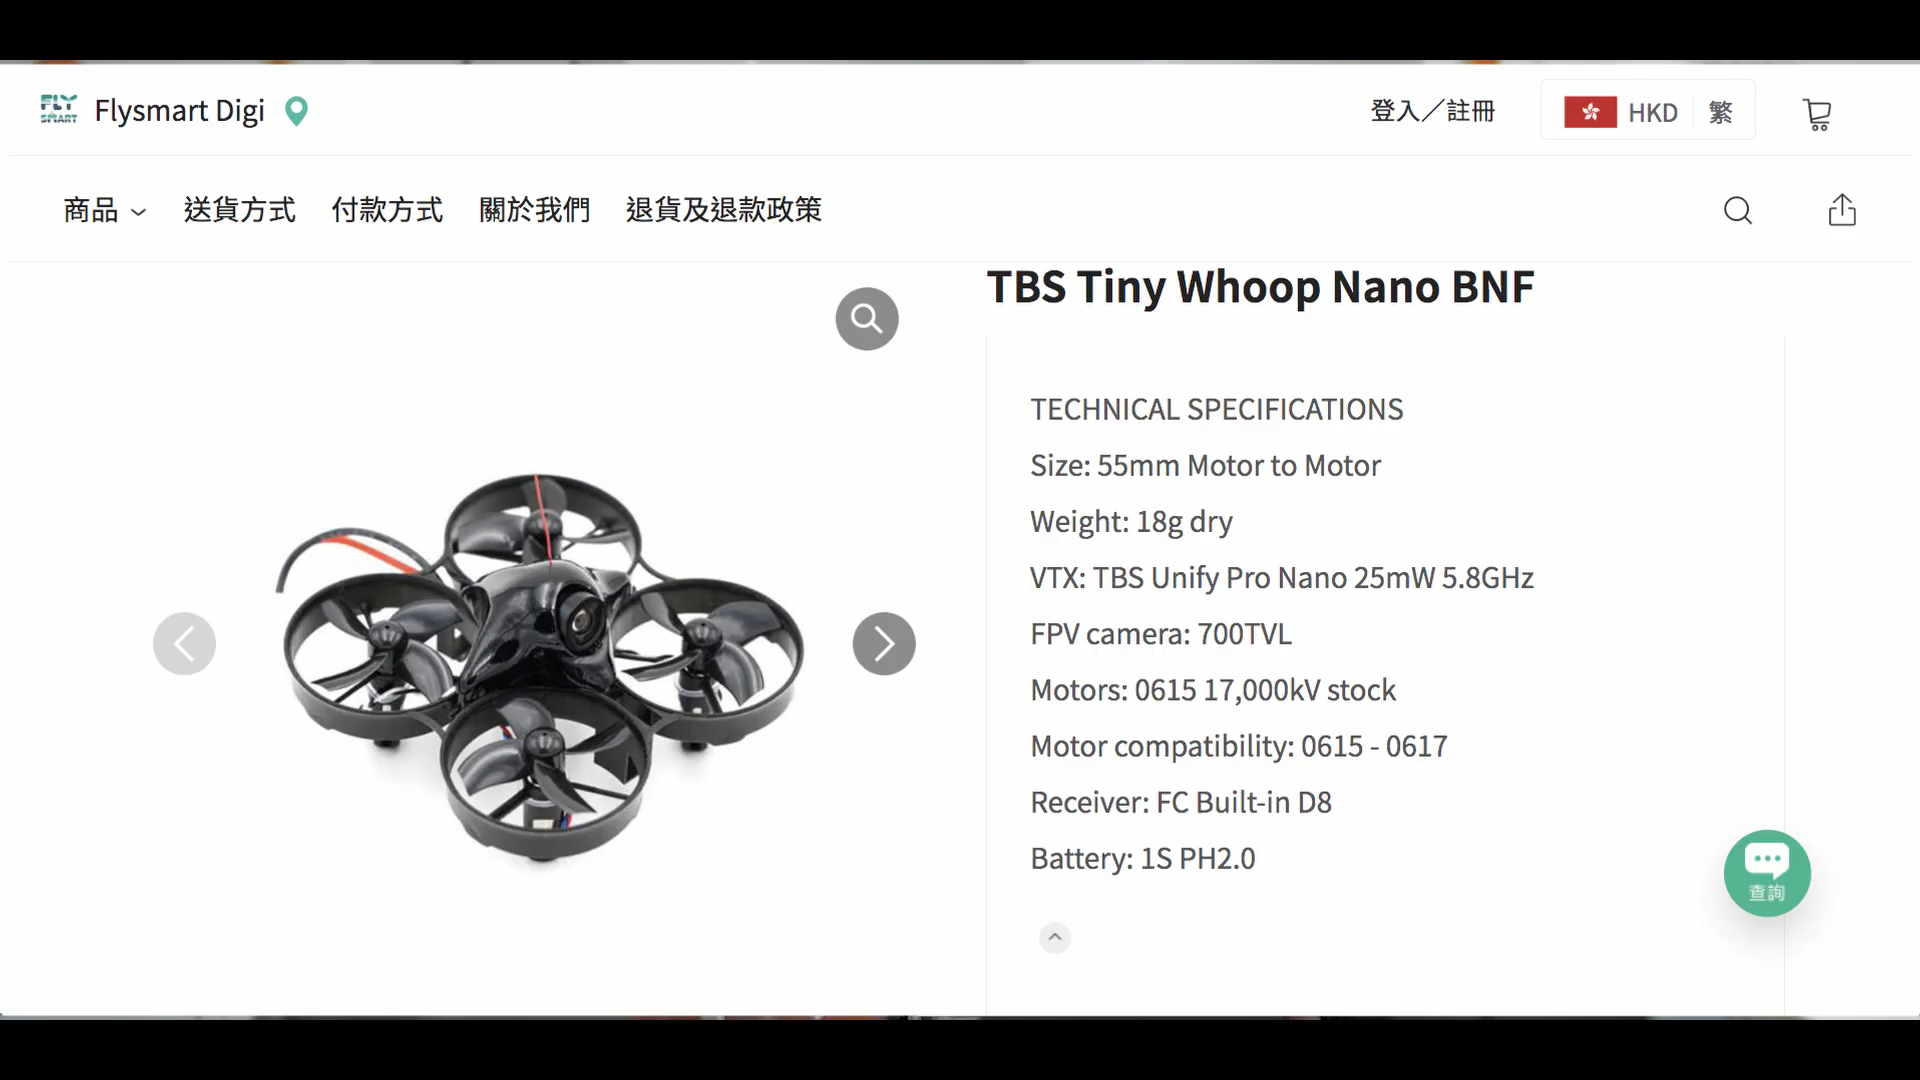 FLY
SMART
Flysmart Digi
登入／註冊
HKD
繁
商品
送貨方式
付款方式
關於我們
退貨及退款政策
TBS Tiny Whoop Nano BNF
TECHNICAL SPECIFICATIONS
Size: 55mm Motor to Motor
Weight: 18g dry
VTX: TBS Unify Pro Nano 25mW 5.8GHz
FPV camera: 700TVL
Motors: 0615 17,000kV stock
Motor compatibility: 0615 - 0617
Receiver: FC Built-in D8
Battery: 1S PH2.0
查詢